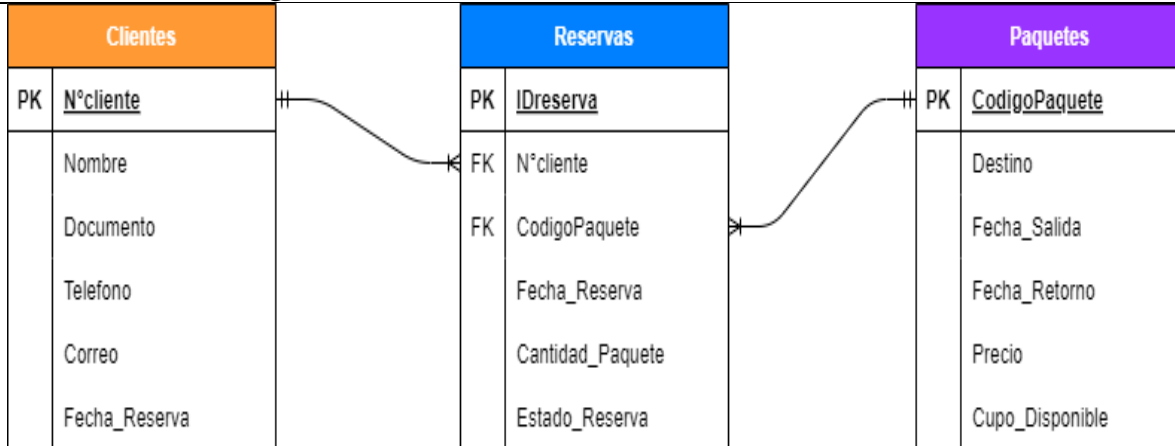 Clientes
PK N°cliente
Nombre
Documento
Telefono
Correo
Fecha_Reserva
Reservas
PK IDreserva
FK N°cliente
FK CodigoPaquete
Fecha_Reserva
Cantidad_Paquete
Estado_Reserva
Paquetes
PK CodigoPaquete
Destino
Fecha_Salida
Fecha_Retorno
Precio
Cupo_Disponible